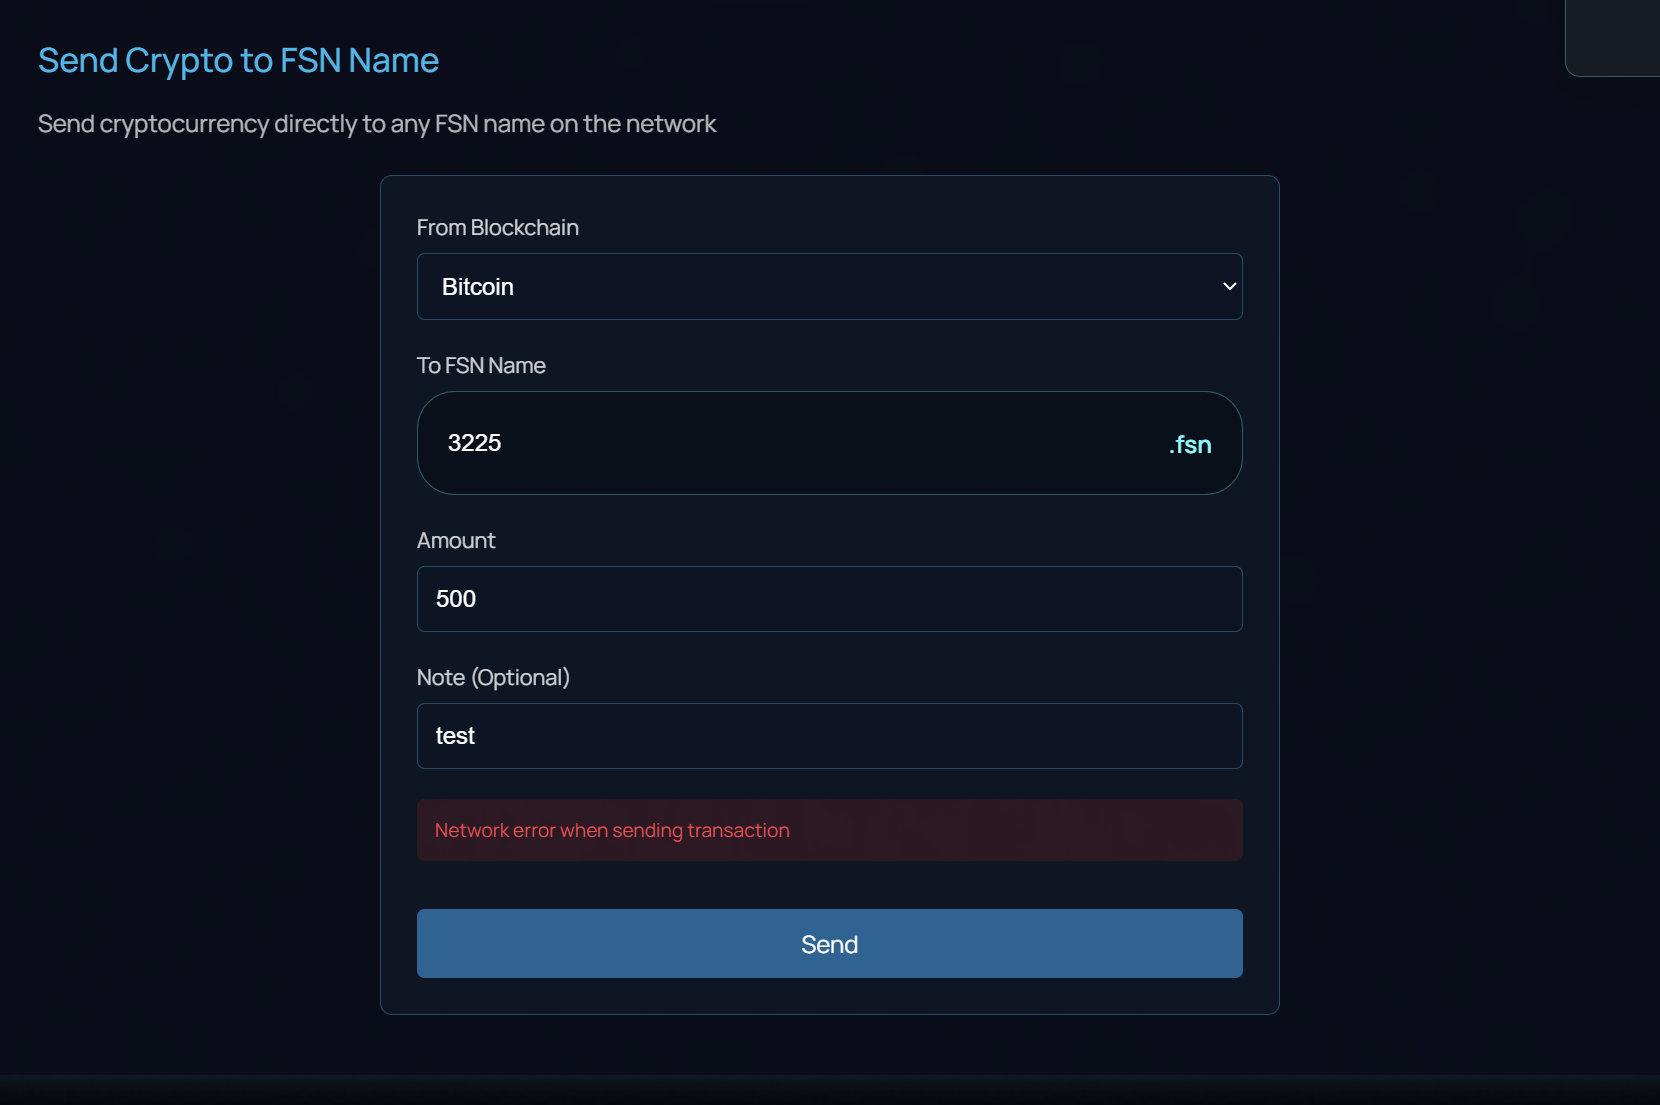 Send Crypto to FSN Name
Send cryptocurrency directly to any FSN name on the network
From Blockchain
Bitcoin
To FSN Name
3225 .fsn
Amount
500
Note (Optional)
test
Network error when sending transaction
Send